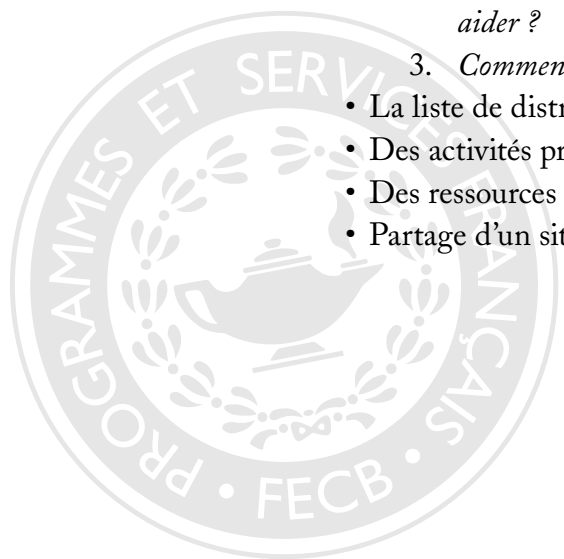 aider ?
3. Commen
• La liste de distr
• Des activités pr
• Des ressources
• Partage d'un sit
PROGRAMMES ET SERVICES FRANÇAIS
• FECB •